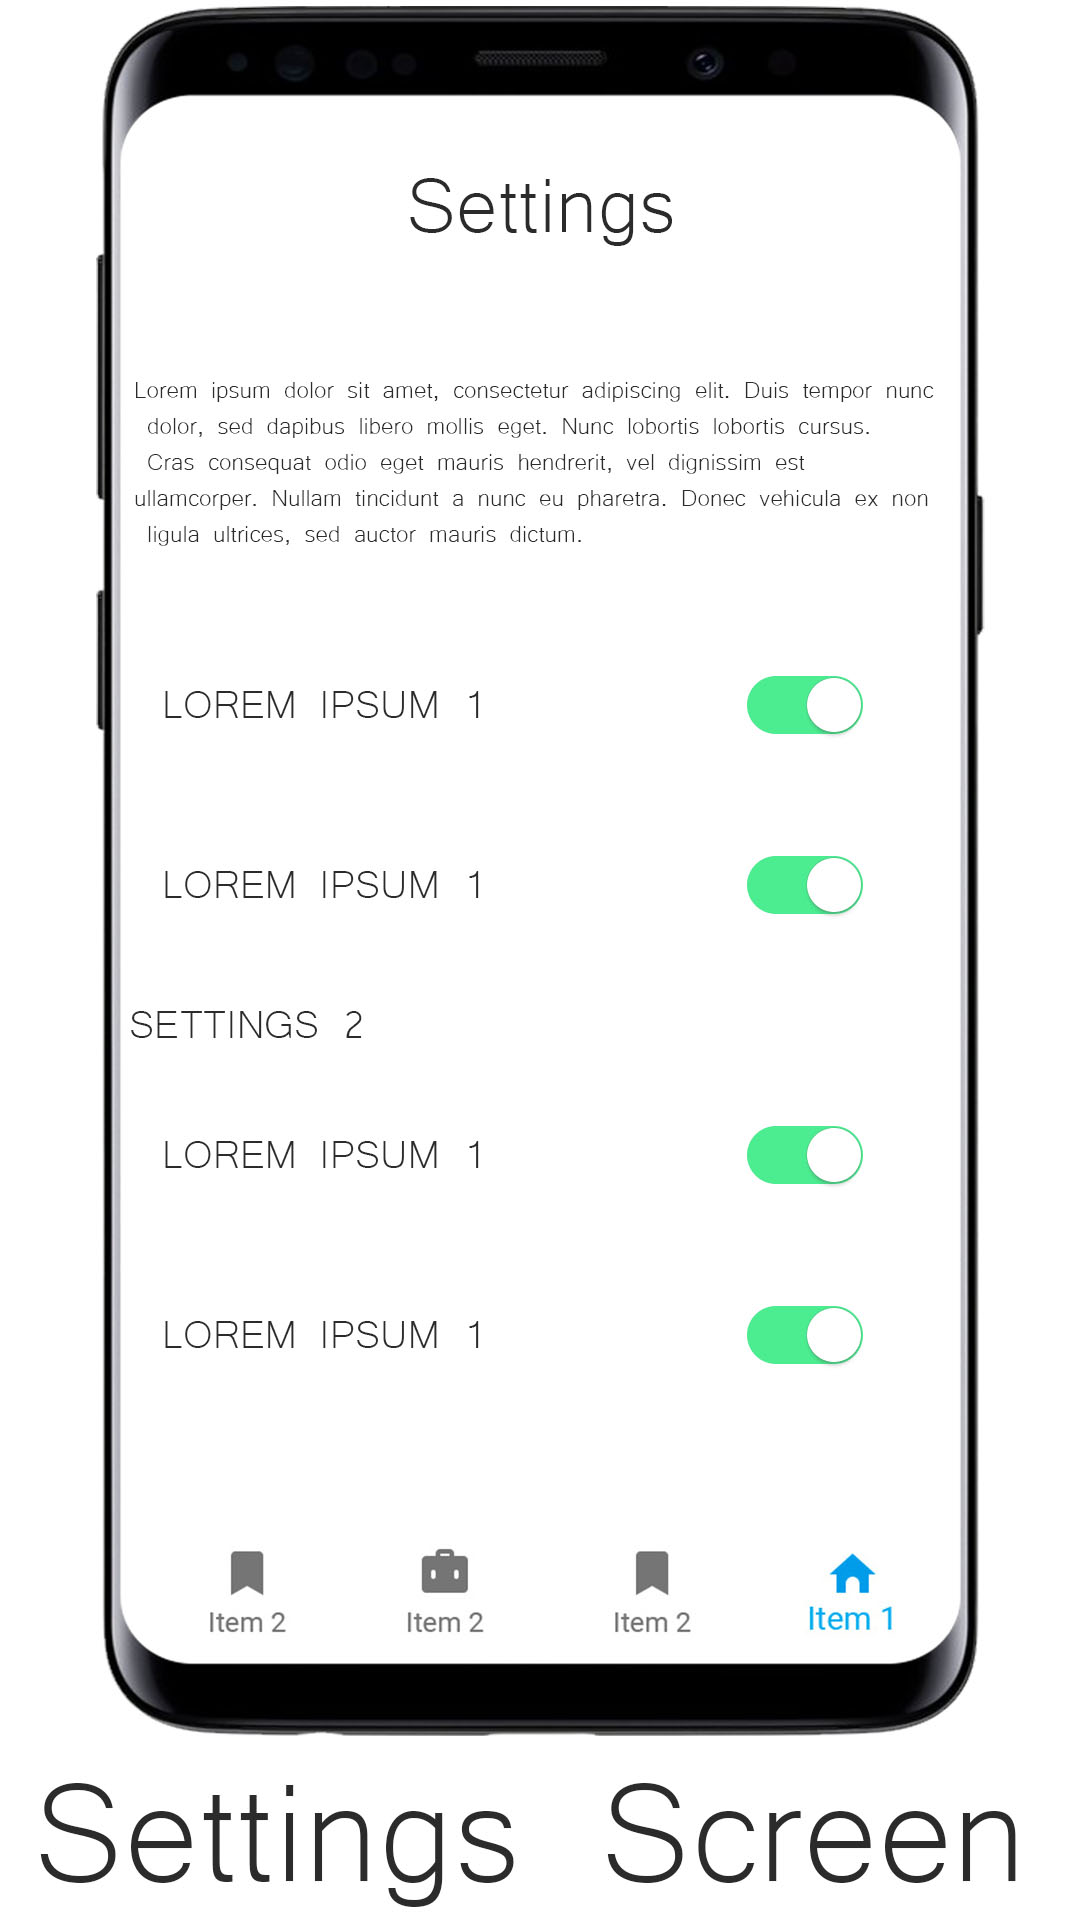 Settings
Lorem ipsum dolor sit amet, consectetur adipiscing elit. Duis tempor nunc
dolor, sed dapibus libero mollis eget. Nunc lobortis lobortis cursus.
Cras consequat odio eget mauris hendrerit, vel dignissim est
ullamcorper. Nullam tincidunt a nunc eu pharetra. Donec vehicula ex non
ligula ultrices, sed auctor mauris dictum.
LOREM IPSUM 1
LOREM IPSUM 1
SETTINGS 2
LOREM IPSUM 1
LOREM IPSUM 1
Item 2 Item 2 Item 2 Item 1
Settings Screen